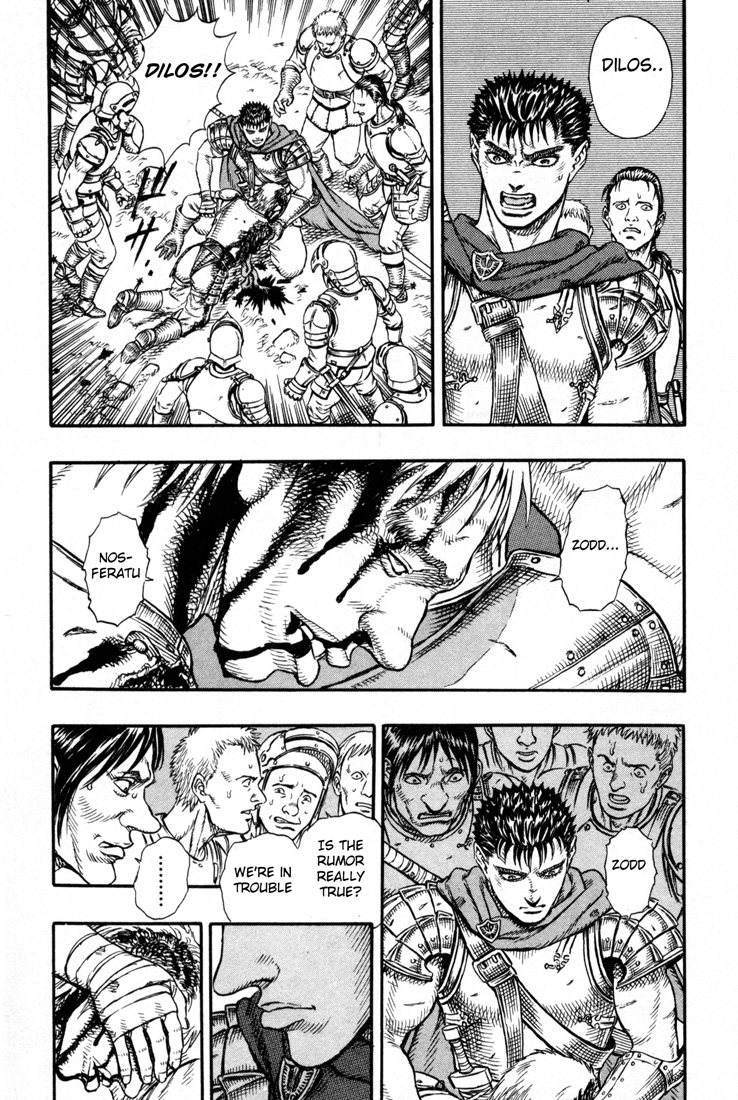 DILOS..
DILOS!!
ZODD...
NOS-
FERATU
ZODD
IS THE
RUMOR
REALLY
TRUE?
WE'RE IN
TROUBLE
........